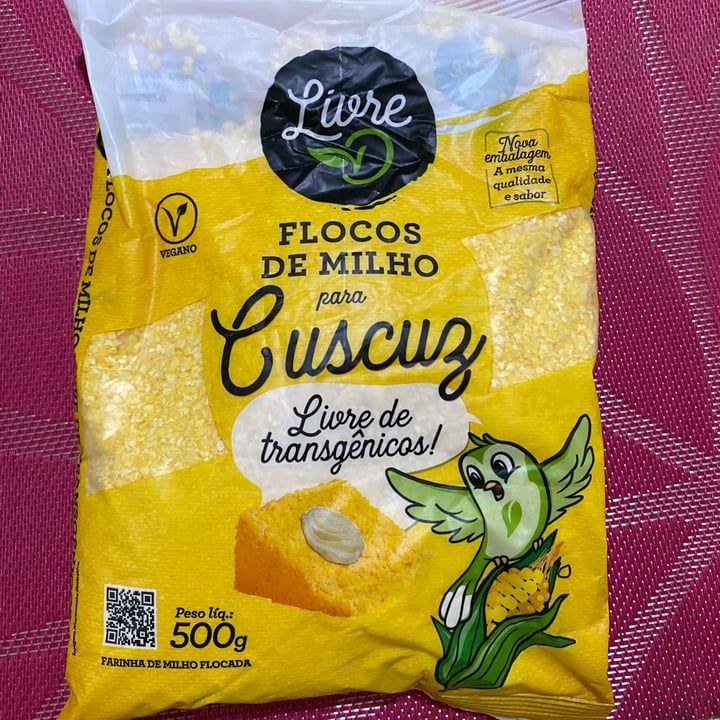 Livre
Nova
embalagem
A mesma
qualidade
e sabor
VEGANO
FLOCOS
DE MILHO
para
Cuscuz
Livre de
transgênicos!
FLOCOS DE MILHO
Peso líq.:
500g
FARINHA DE MILHO FLOCADA